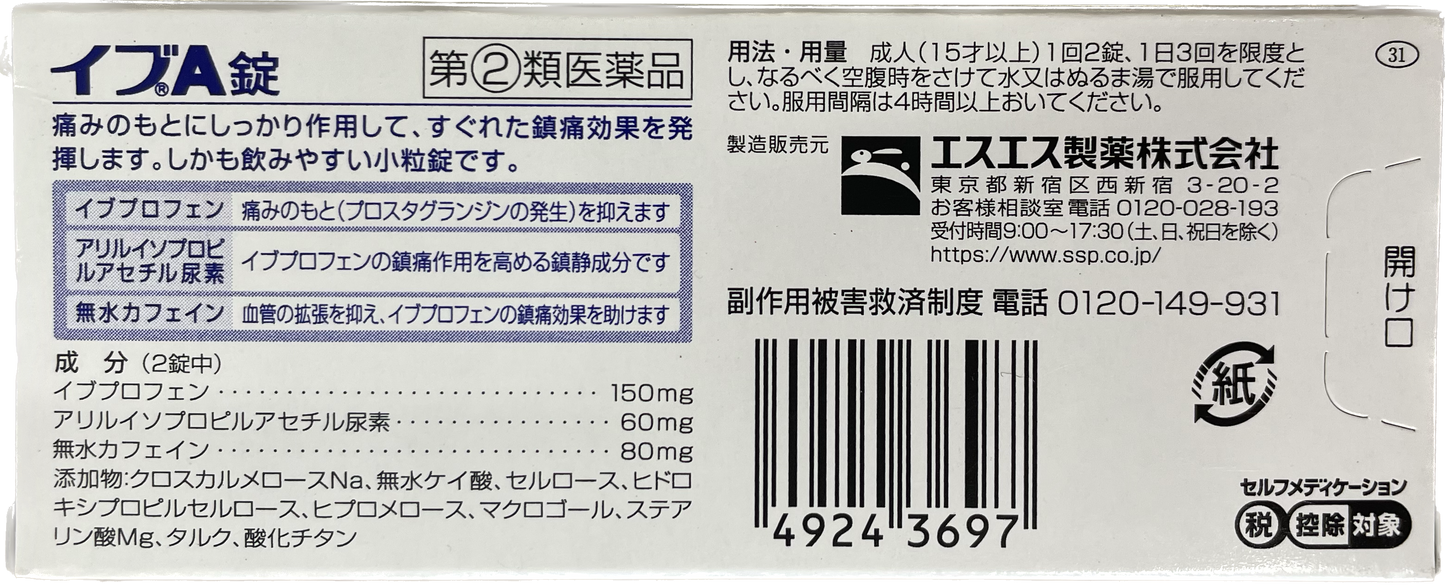 イブ®A錠
第②類医薬品
痛みのもとにしっかり作用して、すぐれた鎮痛効果を発
揮します。しかも飲みやすい小粒錠です。
イブプロフェン 痛みのもと(プロスタグランジンの発生)を抑えます
アリルイソプロピ
ルアセチル尿素 イブプロフェンの鎮痛作用を高める鎮静成分です
無水カフェイン 血管の拡張を抑え、イブプロフェンの鎮痛効果を助けます
成 分 (2錠中)
イブプロフェン・・・・・・・・・・・・・・・・・・・・・・・・・・・・・150mg
アリルイソプロピルアセチル尿素・・・・・・・・・・・・・・・・60mg
無水カフェイン・・・・・・・・・・・・・・・・・・・・・・・・・・・・・80mg
添加物:クロスカルメロースNa、無水ケイ酸、セルロース、ヒドロ
キシプロピルセルロース、ヒプロメロース、マクロゴール、ステア
リン酸Mg、タルク、酸化チタン
用法・用量 成人(15才以上)1回2錠、1日3回を限度と
し、なるべく空腹時をさけて水又はぬるま湯で服用してくだ
さい。服用間隔は4時間以上おいてください。
製造販売元
エスエス製薬株式会社
東京都新宿区西新宿 3-20-2
お客様相談室 電話 0120-028-193
受付時間9:00〜17:30(土、日、祝日を除く)
https://www.ssp.co.jp/
副作用被害救済制度 電話 0120-149-931
4924 3697
紙
31
開け口
セルフメディケーション
税 控除 対象